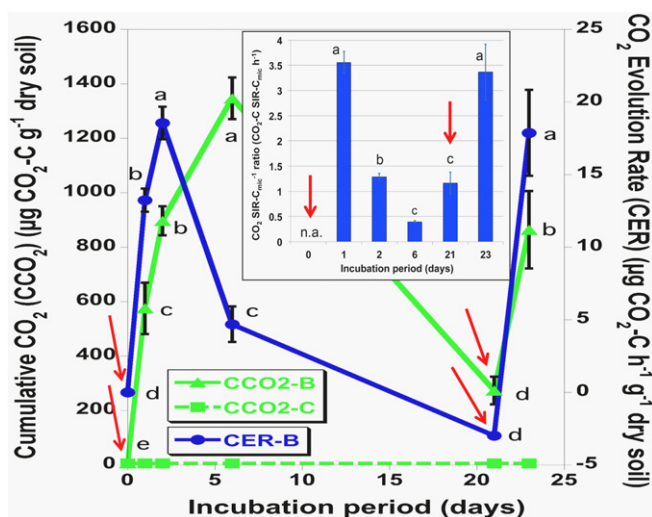 1600
1400
1200
1000
800
600
400
200
0
Cumulative CO2 (CCO2) (µg CO2-C g-1 dry soil)
0
5
10
15
20
25
Incubation period (days)
25
20
15
10
5
0
-5
CO2 Evolution Rate (CER) (µg CO2-C h-1 g-1 dry soil)
a
b
b
c
a
c
d
e
d
d
a
b
CCO2-B
CCO2-C
CER-B
CO2 SIR-Cmic-1 ratio (CO2-C SIR-Cmic h-1)
4
3.5
3
2.5
2
1.5
1
0.5
0
n.a.
a
b
c
c
a
0
1
2
6
21
23
Incubation period (days)